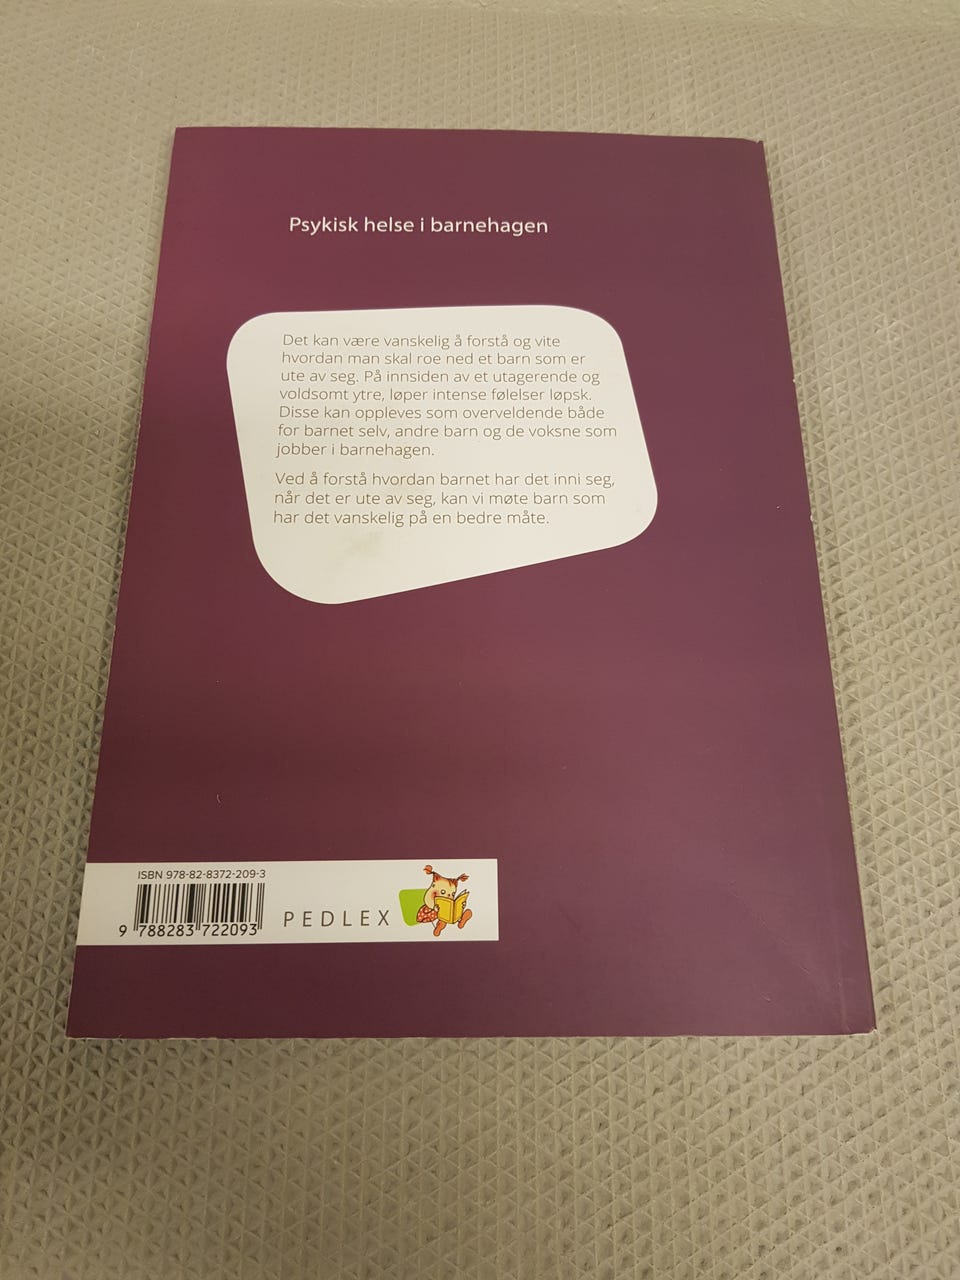 Psykisk helse i barnehagen
Det kan være vanskelig å forstå og vite
hvordan man skal roe ned et barn som er
ute av seg. På innsiden av et utagerende og
voldsomt ytre, løper intense følelser løpsk.
Disse kan oppleves som overveldende både
for barnet selv, andre barn og de voksne som
jobber i barnehagen.
Ved å forstå hvordan barnet har det inni seg,
når det er ute av seg, kan vi møte barn som
har det vanskelig på en bedre måte.
ISBN 978-82-8372-209-3
9 788283 722093
PEDLEX